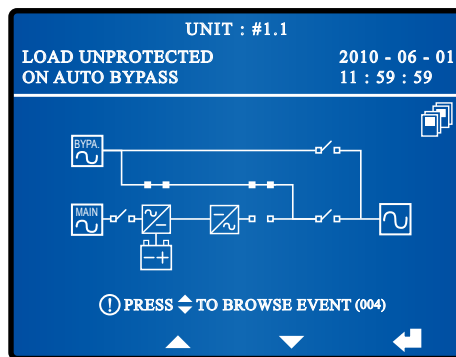 UNIT : #1.1
LOAD UNPROTECTED 2010 - 06 - 01
ON AUTO BYPASS 11 : 59 : 59
BYPA.
MAIN
! PRESS TO BROWSE EVENT (004)